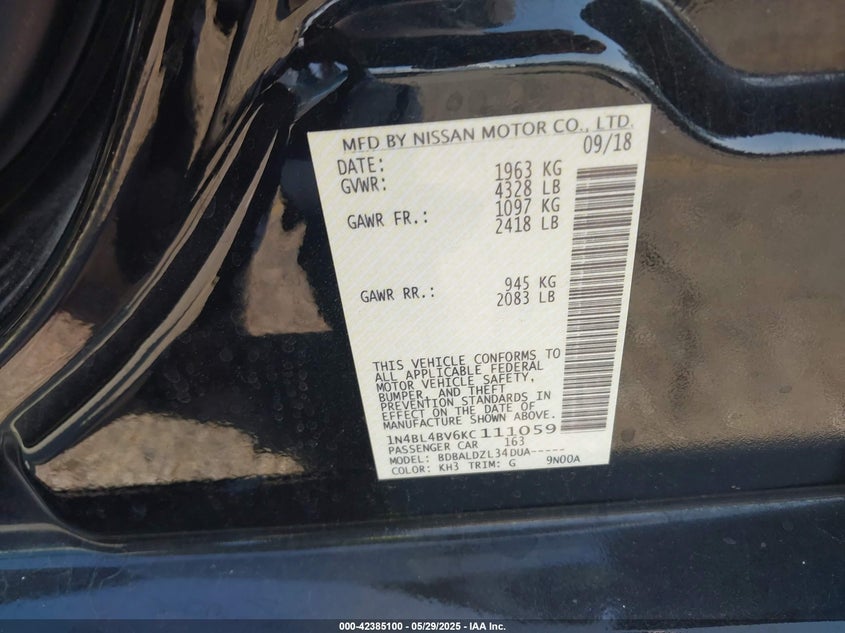 MFD BY NISSAN MOTOR CO., LTD.
DATE: 09/18
GVWR: 1963 KG
4328 LB
GAWR FR.: 1097 KG
2418 LB
GAWR RR.: 945 KG
2083 LB
THIS VEHICLE CONFORMS TO
ALL APPLICABLE FEDERAL
MOTOR VEHICLE SAFETY,
BUMPER, AND THEFT
PREVENTION STANDARDS IN
EFFECT ON THE DATE OF
MANUFACTURE SHOWN ABOVE.
1N4BL4BV6KC111059
PASSENGER CAR 163
MODEL: BDBALDZL34DUA-----
COLOR: KH3 TRIM: G 9N00A
000-42385100 - 05/29/2025 - IAA Inc.